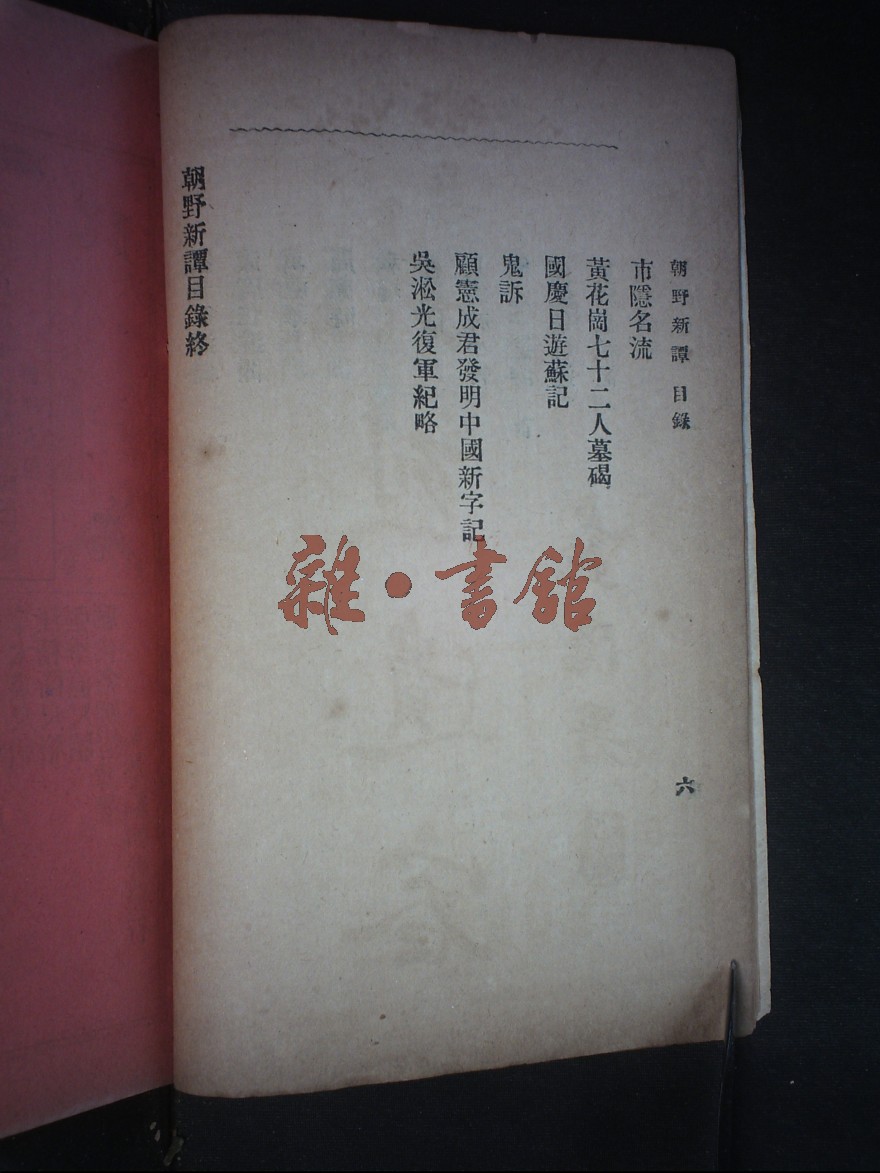 朝野新譚 目錄
六
市隱名流
黃花崗七十二人墓碣
國慶日遊蘇記
鬼訴
顧憲成君發明中國新字記
吳淞光復軍紀略
朝野新譚目錄終
雜·書館